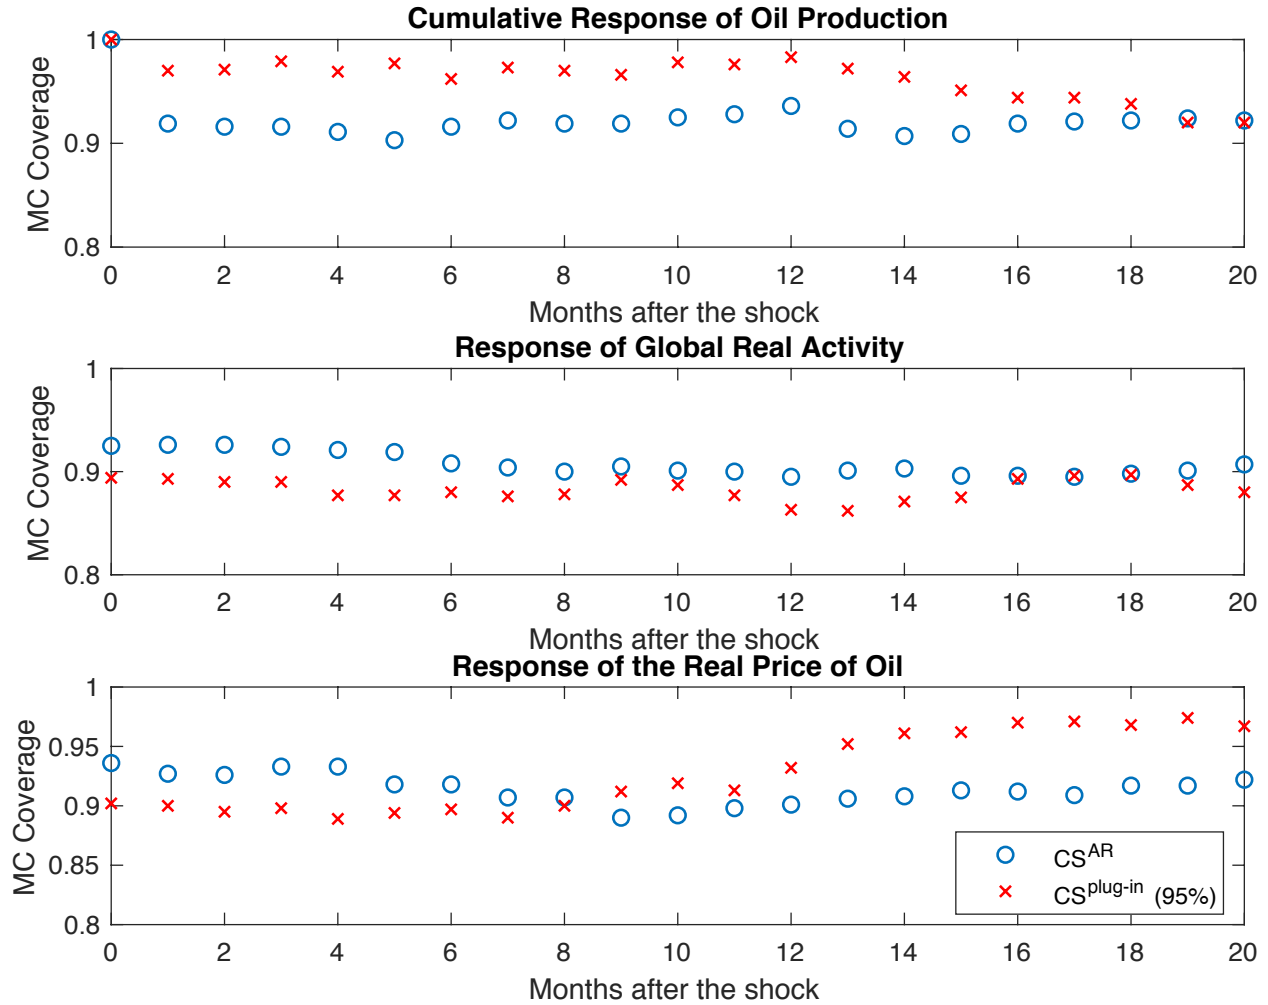 Cumulative Response of Oil Production
1
0.9
0.8
MC Coverage
0 2 4 6 8 10 12 14 16 18 20
Months after the shock
Response of Global Real Activity
1
0.9
0.8
MC Coverage
0 2 4 6 8 10 12 14 16 18 20
Months after the shock
Response of the Real Price of Oil
1
0.95
0.9
0.85
0.8
MC Coverage
CS^AR
CS^plug-in (95%)
0 2 4 6 8 10 12 14 16 18 20
Months after the shock